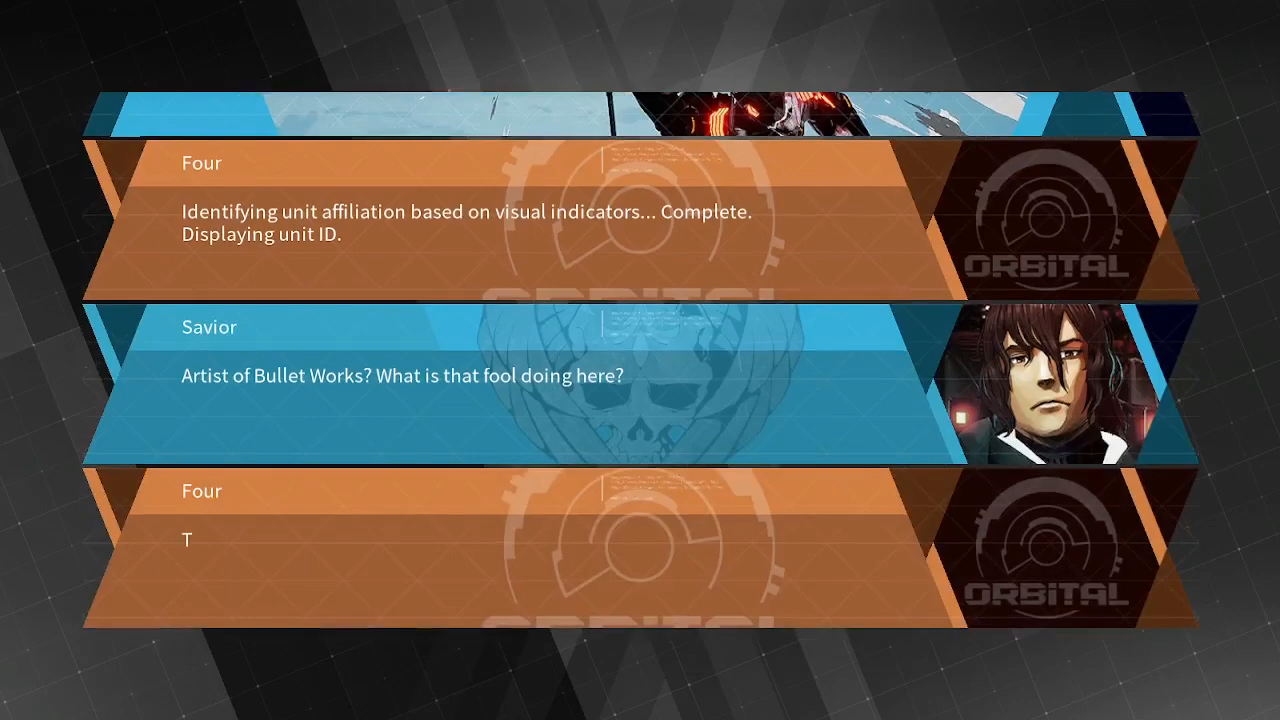 Four
Identifying unit affiliation based on visual indicators... Complete.
Displaying unit ID.
ORBITAL
Savior
Artist of Bullet Works? What is that fool doing here?
Four
T
ORBITAL